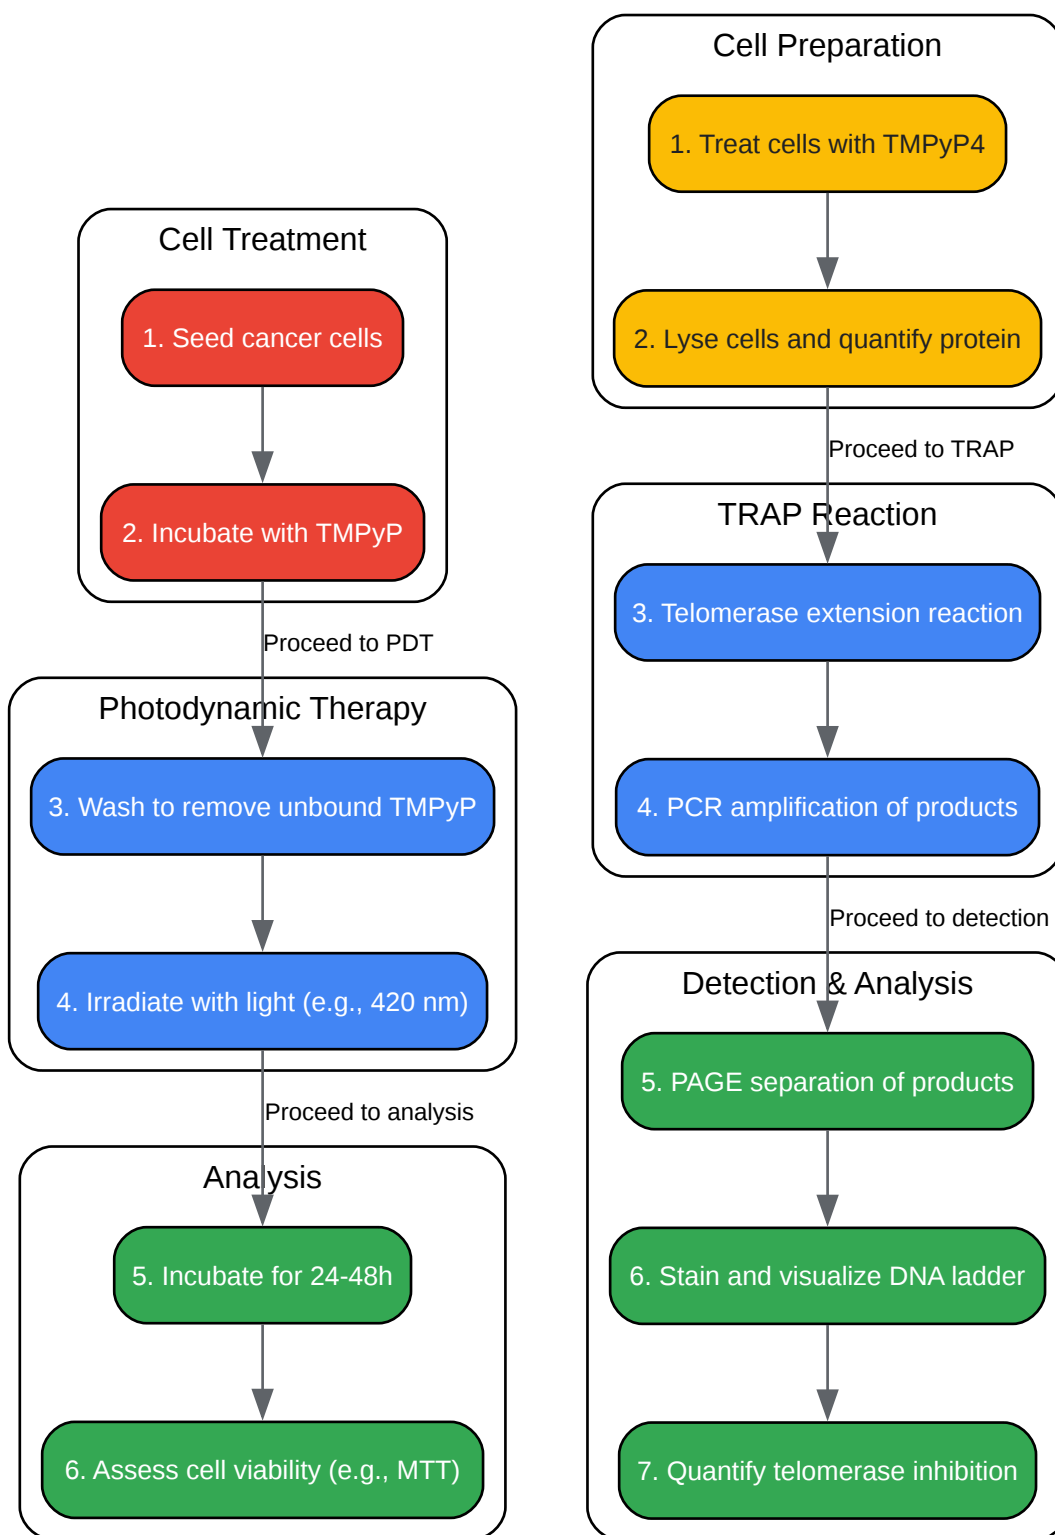 Cell Treatment
1. Seed cancer cells
2. Incubate with TMPyP
Proceed to PDT
Photodynamic Therapy
3. Wash to remove unbound TMPyP
4. Irradiate with light (e.g., 420 nm)
Proceed to analysis
Analysis
5. Incubate for 24-48h
6. Assess cell viability (e.g., MTT)
Cell Preparation
1. Treat cells with TMPyP4
2. Lyse cells and quantify protein
Proceed to TRAP
TRAP Reaction
3. Telomerase extension reaction
4. PCR amplification of products
Proceed to detection
Detection & Analysis
5. PAGE separation of products
6. Stain and visualize DNA ladder
7. Quantify telomerase inhibition